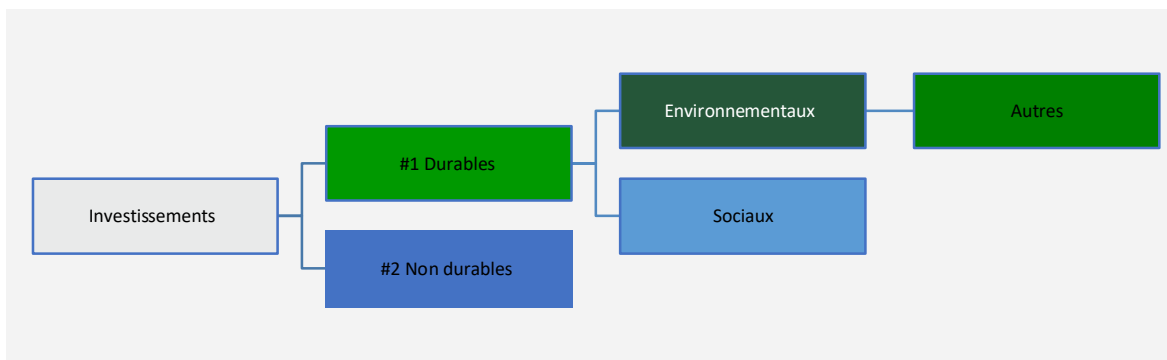 Investissements
#1 Durables
#2 Non durables
Environnementaux
Sociaux
Autres